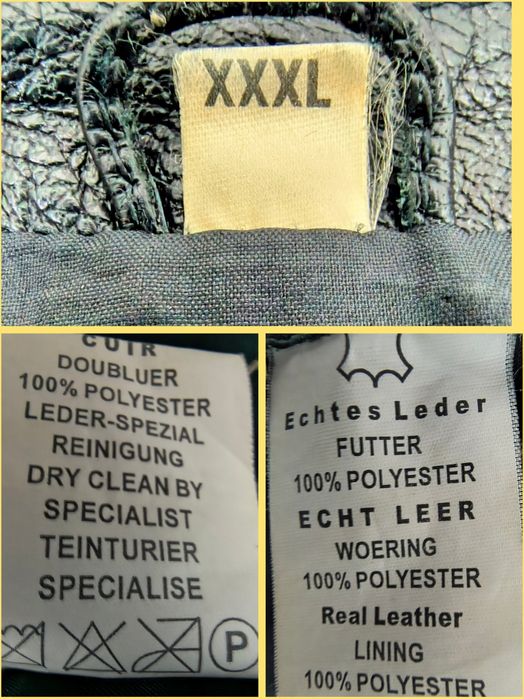 XXXL
CUIR
DOUBLUER
100% POLYESTER
LEDER-SPEZIAL
REINIGUNG
DRY CLEAN BY
SPECIALIST
TEINTURIER
SPECIALISE
P
Echtes Leder
FUTTER
100% POLYESTER
ECHT LEER
WOERING
100% POLYESTER
Real Leather
LINING
100% POLYESTER